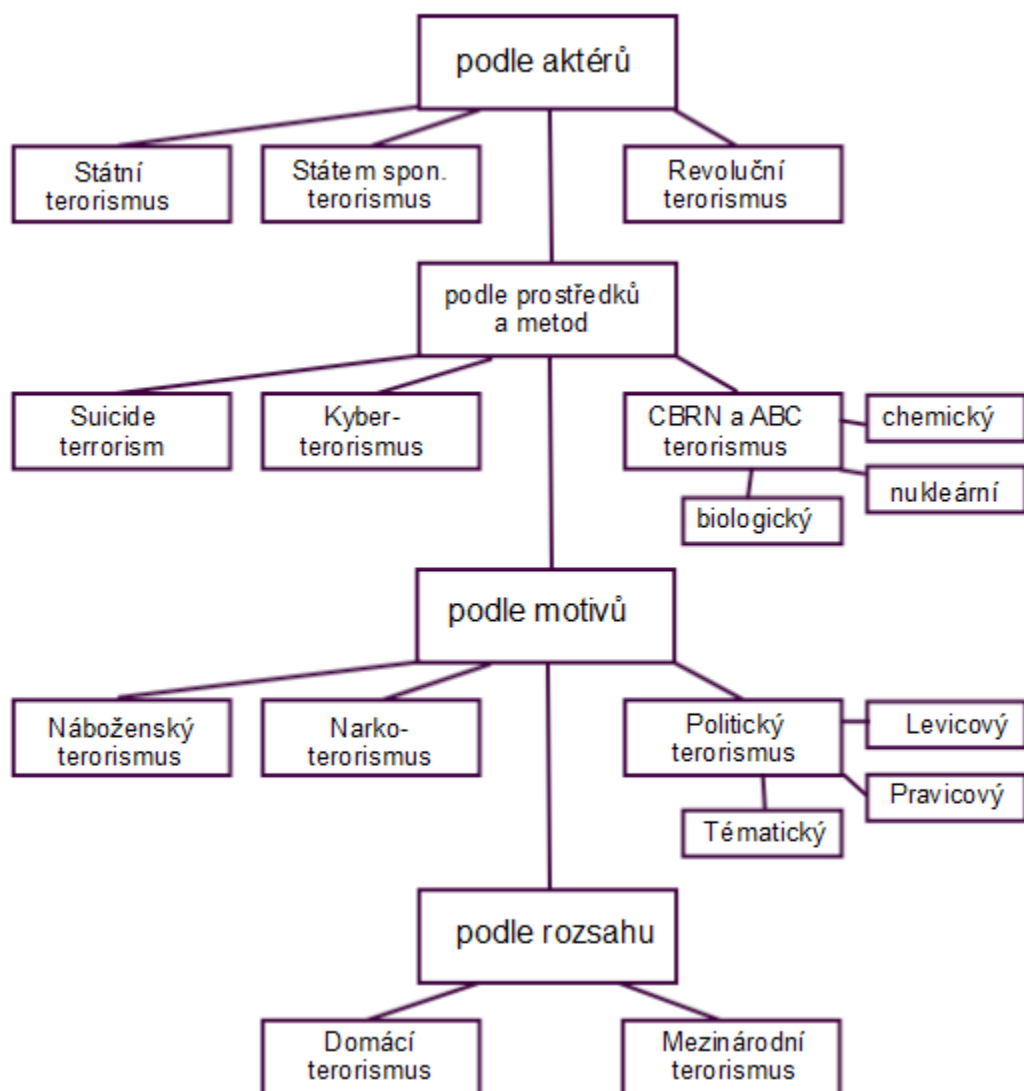 podle aktérů
Státní
terorismus
Státem spon.
terorismus
Revoluční
terorismus
podle prostředků
a metod
Suicide
terrorism
Kyber-
terorismus
CBRN a ABC
terorismus
chemický
nukleární
biologický
podle motivů
Náboženský
terorismus
Narko-
terorismus
Politický
terorismus
Levicový
Pravicový
Tématický
podle rozsahu
Domácí
terorismus
Mezinárodní
terorismus